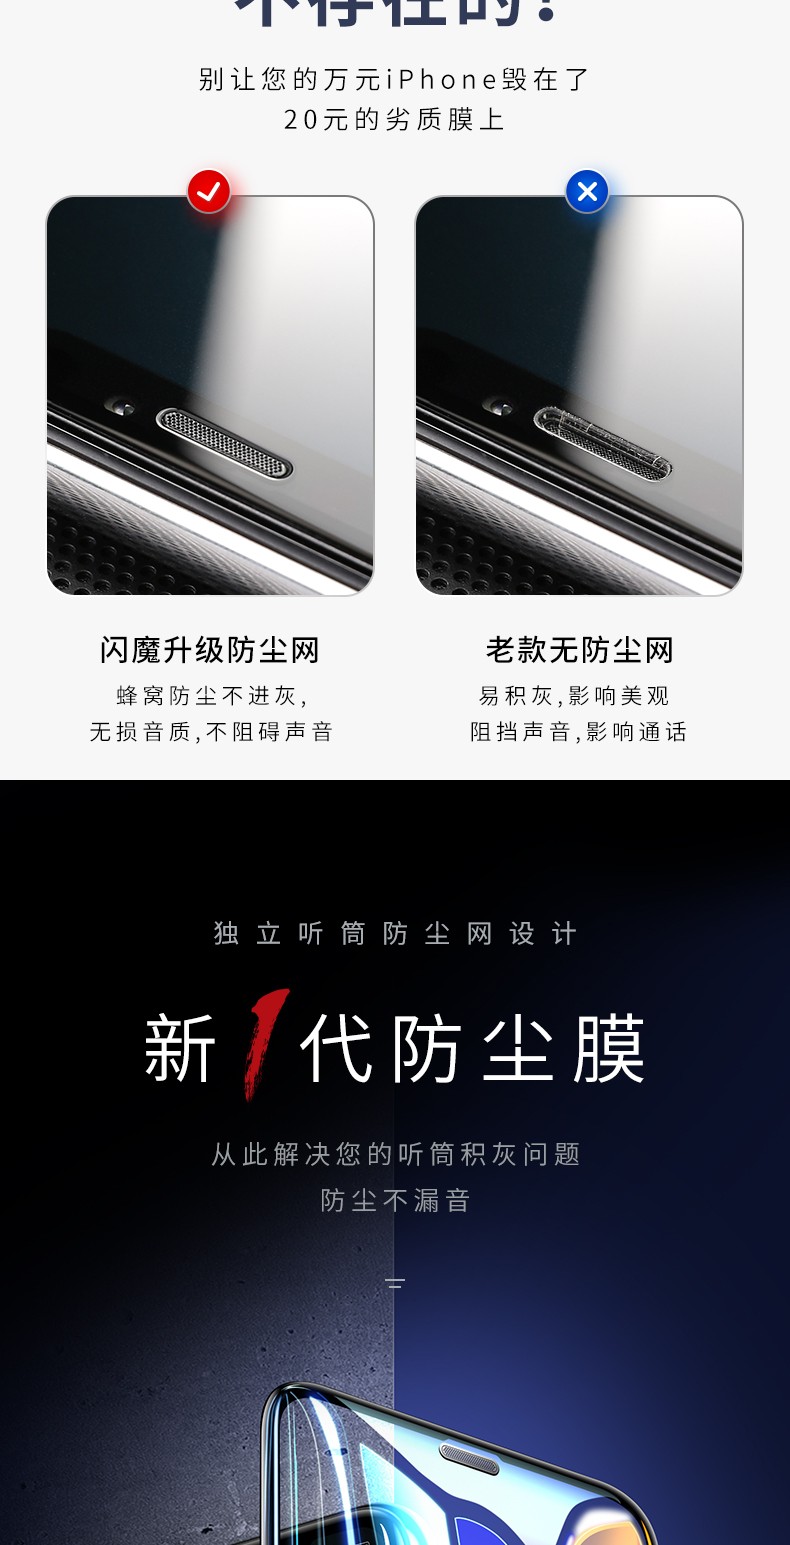 不存在的!
别让您的万元iPhone毁在了
20元的劣质膜上
闪魔升级防尘网
蜂窝防尘不进灰,
无损音质,不阻碍声音
老款无防尘网
易积灰,影响美观
阻挡声音,影响通话
独立听筒防尘网设计
新1代防尘膜
从此解决您的听筒积灰问题
防尘不漏音